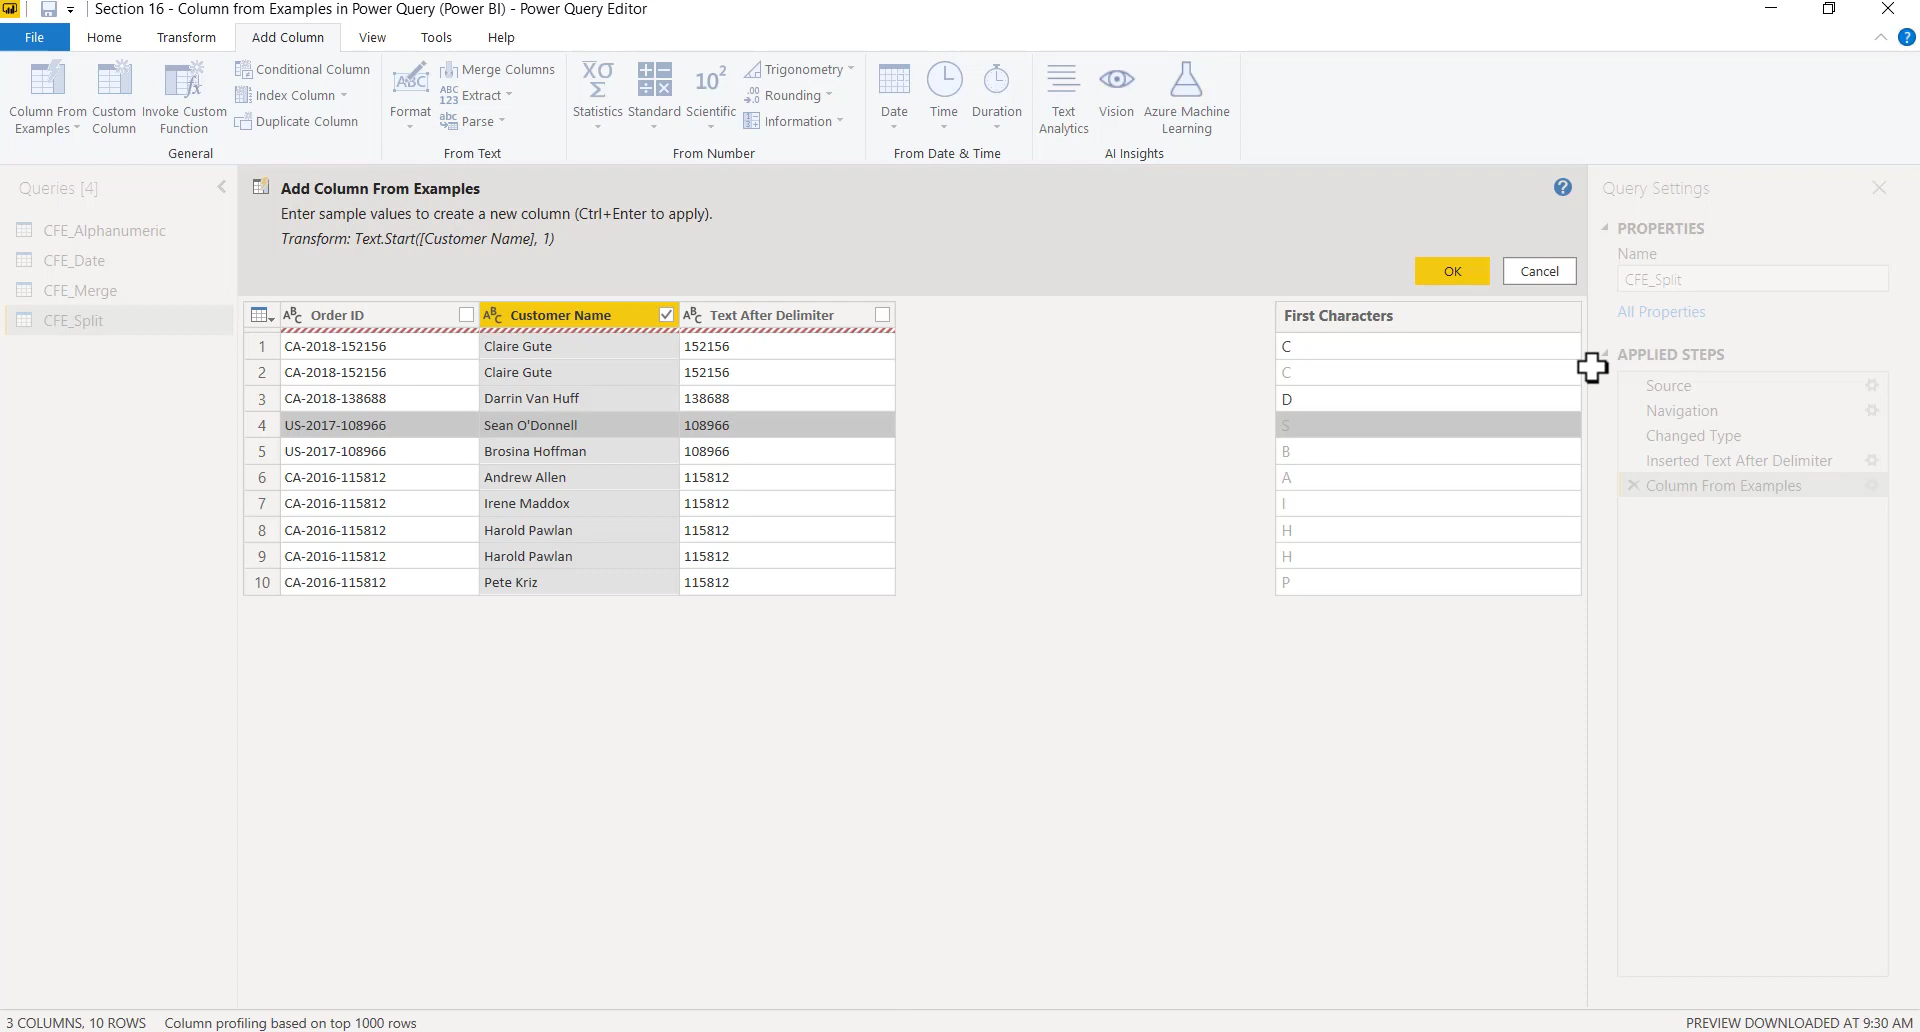 Section 16 - Column from Examples in Power Query (Power BI) - Power Query Editor
File Home Transform Add Column View Tools Help
Column From Examples
Custom Column
Invoke Custom Function
Conditional Column
Index Column
Duplicate Column
General
Format
Merge Columns
Extract
Parse
From Text
Statistics
Standard
Scientific
Trigonometry
Rounding
Information
From Number
Date
Time
Duration
From Date & Time
Text Analytics
Vision
Azure Machine Learning
AI Insights
Queries [4]
CFE_Alphanumeric
CFE_Date
CFE_Merge
CFE_Split
Add Column From Examples
Enter sample values to create a new column (Ctrl+Enter to apply).
Transform: Text.Start([Customer Name], 1)
OK Cancel
Order ID Customer Name Text After Delimiter First Characters
1 CA-2018-152156 Claire Gute 152156 C
2 CA-2018-152156 Claire Gute 152156 C
3 CA-2018-138688 Darrin Van Huff 138688 D
4 US-2017-108966 Sean O'Donnell 108966 S
5 US-2017-108966 Brosina Hoffman 108966 B
6 CA-2016-115812 Andrew Allen 115812 A
7 CA-2016-115812 Irene Maddox 115812 I
8 CA-2016-115812 Harold Pawlan 115812 H
9 CA-2016-115812 Harold Pawlan 115812 H
10 CA-2016-115812 Pete Kriz 115812 P
Query Settings
PROPERTIES
Name
CFE_Split
All Properties
APPLIED STEPS
Source
Navigation
Changed Type
Inserted Text After Delimiter
Column From Examples
3 COLUMNS, 10 ROWS Column profiling based on top 1000 rows
PREVIEW DOWNLOADED AT 9:30 AM